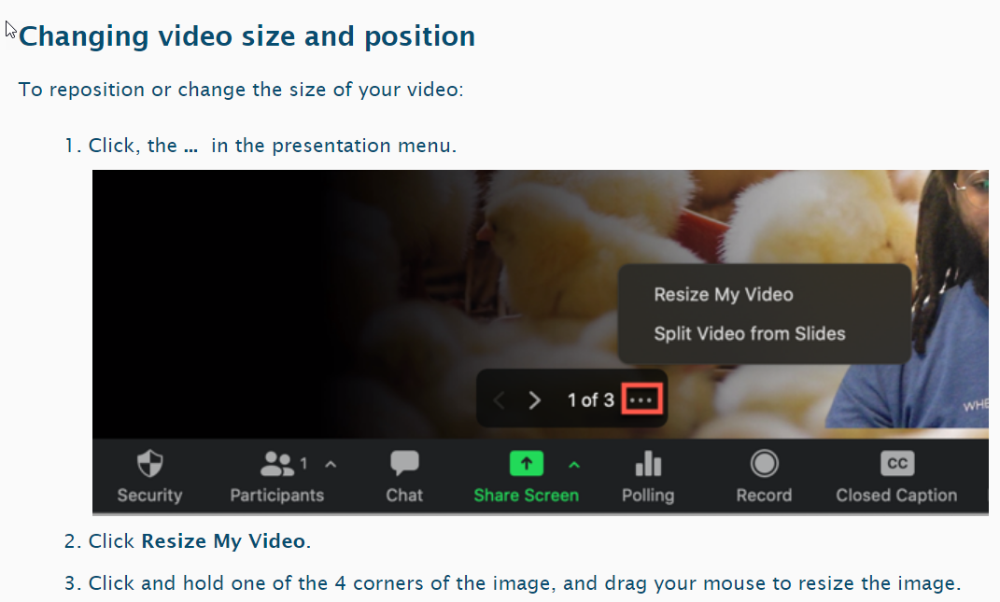 Changing video size and position
To reposition or change the size of your video:
1. Click, the ... in the presentation menu.
Resize My Video
Split Video from Slides
1 of 3 ...
WHE
1
Security Participants Chat Share Screen Polling Record CC Closed Caption
2. Click Resize My Video.
3. Click and hold one of the 4 corners of the image, and drag your mouse to resize the image.